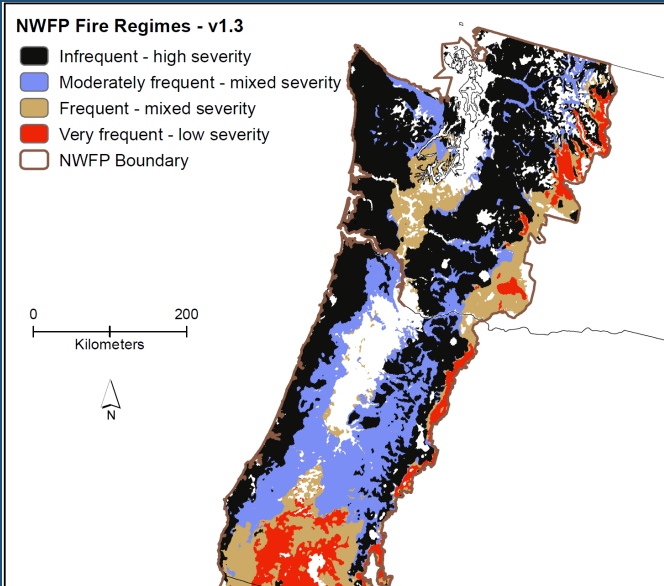 NWFP Fire Regimes - v1.3
Infrequent - high severity
Moderately frequent - mixed severity
Frequent - mixed severity
Very frequent - low severity
NWFP Boundary
0 200
Kilometers
N